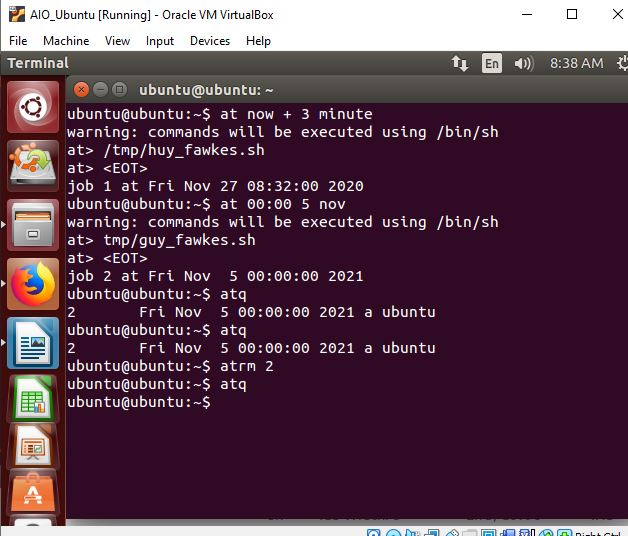 AIO_Ubuntu [Running] - Oracle VM VirtualBox
File Machine View Input Devices Help
Terminal En 8:38 AM
ubuntu@ubuntu: ~
ubuntu@ubuntu:~$ at now + 3 minute
warning: commands will be executed using /bin/sh
at> /tmp/huy_fawkes.sh
at> <EOT>
job 1 at Fri Nov 27 08:32:00 2020
ubuntu@ubuntu:~$ at 00:00 5 nov
warning: commands will be executed using /bin/sh
at> tmp/guy_fawkes.sh
at> <EOT>
job 2 at Fri Nov  5 00:00:00 2021
ubuntu@ubuntu:~$ atq
2       Fri Nov  5 00:00:00 2021 a ubuntu
ubuntu@ubuntu:~$ atq
2       Fri Nov  5 00:00:00 2021 a ubuntu
ubuntu@ubuntu:~$ atrm 2
ubuntu@ubuntu:~$ atq
ubuntu@ubuntu:~$
Right Ctrl